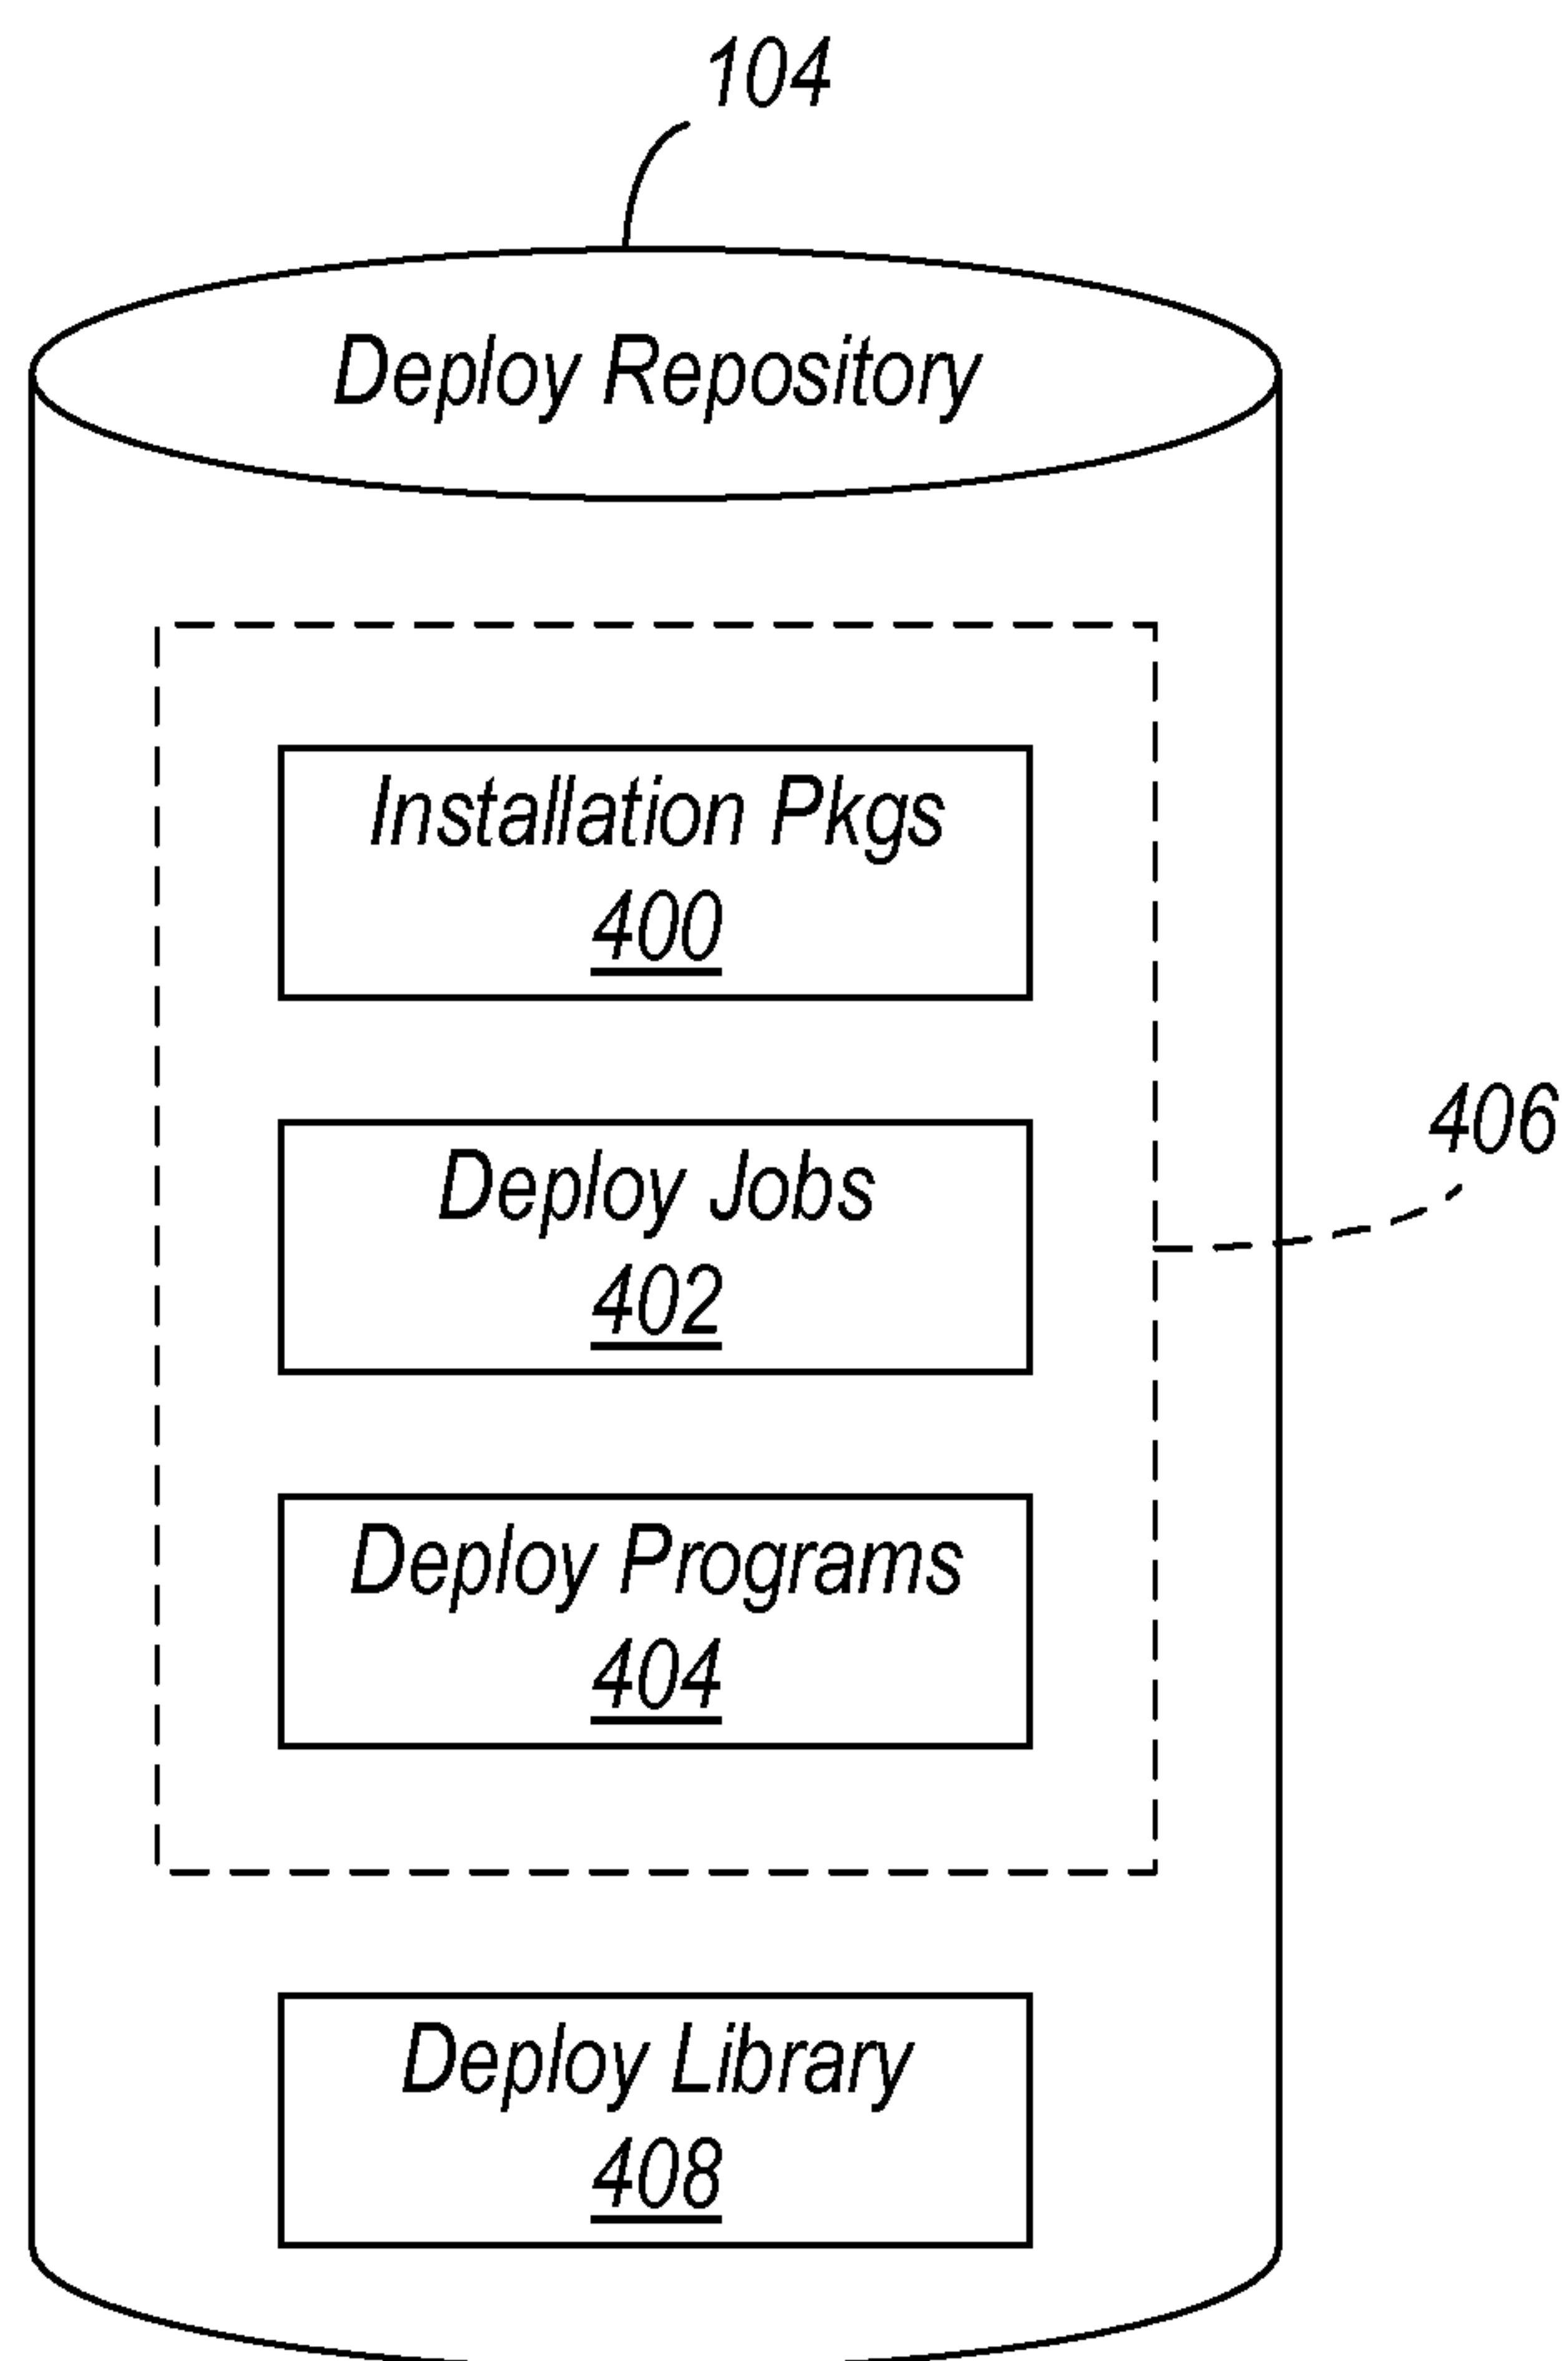 104
Deploy Repository
Installation Pkgs
400
406
Deploy Jobs
402
Deploy Programs
404
Deploy Library
408